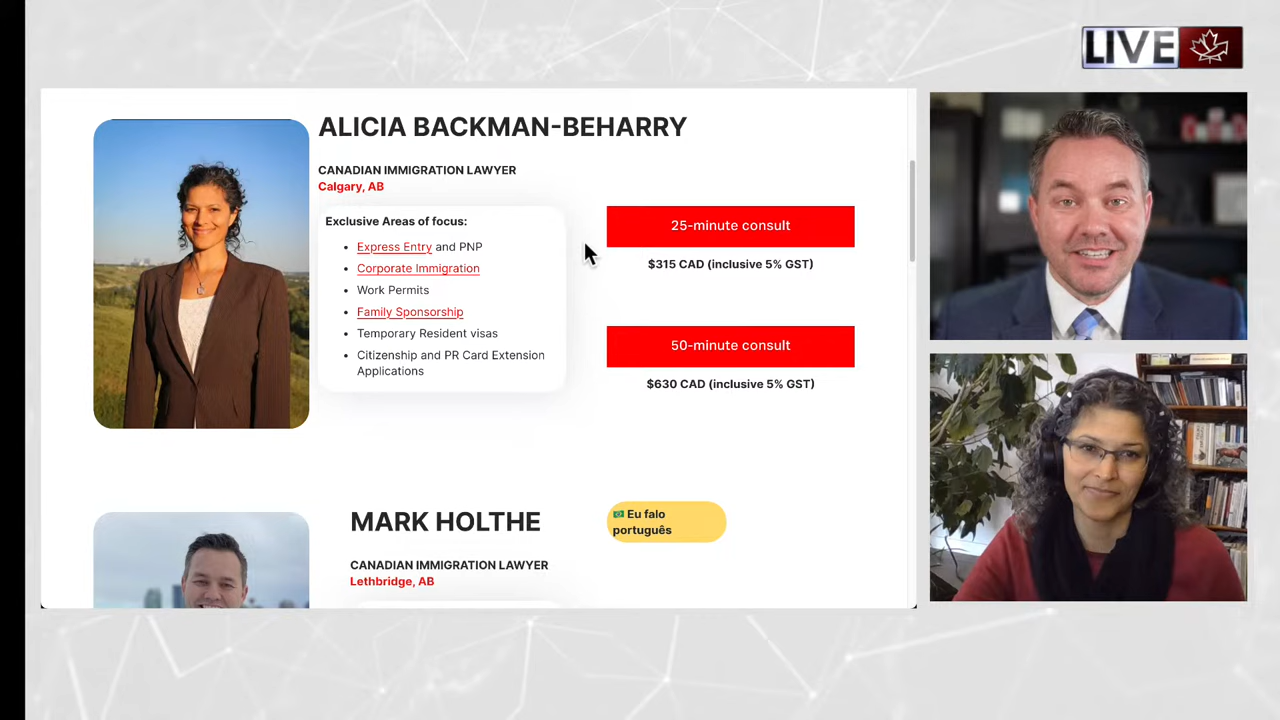 LIVE
ALICIA BACKMAN-BEHARRY
CANADIAN IMMIGRATION LAWYER
Calgary, AB
Exclusive Areas of focus:
Express Entry and PNP
Corporate Immigration
Work Permits
Family Sponsorship
Temporary Resident visas
Citizenship and PR Card Extension
Applications
25-minute consult
$315 CAD (inclusive 5% GST)
50-minute consult
$630 CAD (inclusive 5% GST)
MARK HOLTHE
CANADIAN IMMIGRATION LAWYER
Lethbridge, AB
Eu falo
português